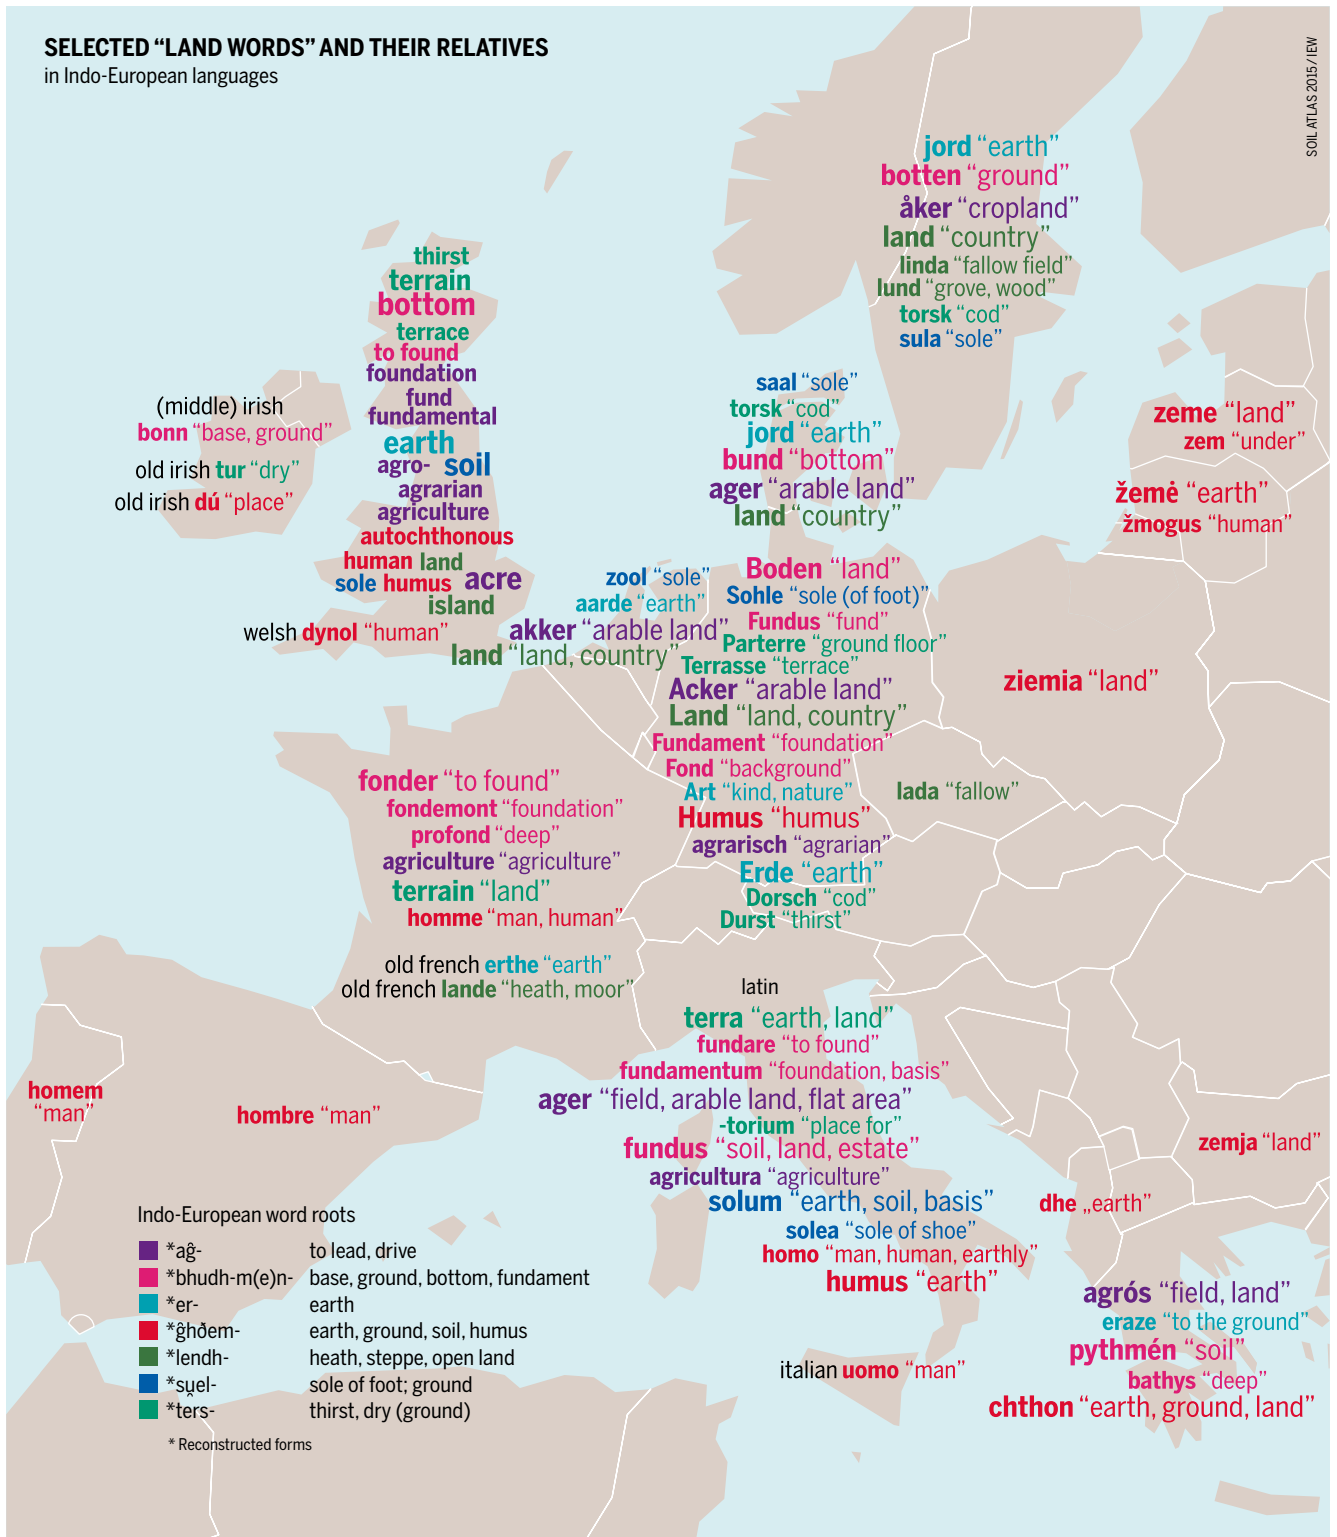 SELECTED “LAND WORDS” AND THEIR RELATIVES
in Indo-European languages
SOIL ATLAS 2015 / IEW
jord “earth”
botten “ground”
åker “cropland”
land “country”
linda “fallow field”
lund “grove, wood”
torsk “cod”
sula “sole”
thirst
terrain
bottom
terrace
to found
foundation
fund
fundamental
earth
agro- soil
agrarian
agriculture
autochthonous
human land
sole humus acre
island
welsh dynol “human”
(middle) irish
bonn “base, ground”
old irish tur “dry”
old irish dú “place”
saal “sole”
torsk “cod”
jord “earth”
bund “bottom”
ager “arable land”
land “country”
zeme “land”
zem “under”
žemė “earth”
žmogus “human”
zool “sole”
aarde “earth”
akker “arable land”
land “land, country”
Boden “land”
Sohle “sole (of foot)”
Fundus “fund”
Parterre “ground floor”
Terrasse “terrace”
Acker “arable land”
Land “land, country”
Fundament “foundation”
Fond “background”
Art “kind, nature”
Humus “humus”
agrarisch “agrarian”
Erde “earth”
Dorsch “cod”
Durst “thirst”
ziemia “land”
lada “fallow”
fonder “to found”
fondemont “foundation”
profond “deep”
agriculture “agriculture”
terrain “land”
homme “man, human”
old french erthe “earth”
old french lande “heath, moor”
latin
terra “earth, land”
fundare “to found”
fundamentum “foundation, basis”
ager “field, arable land, flat area”
-torium “place for”
fundus “soil, land, estate”
agricultura “agriculture”
solum “earth, soil, basis”
solea “sole of shoe”
homo “man, human, earthly”
humus “earth”
italian uomo “man”
homem
“man”
hombre “man”
zemja “land”
dhe „earth”
agrós “field, land”
eraze “to the ground”
pythmén “soil”
bathys “deep”
chthon “earth, ground, land”
Indo-European word roots
*aĝ- to lead, drive
*bhudh-m(e)n- base, ground, bottom, fundament
*er- earth
*ĝhðem- earth, ground, soil, humus
*lendh- heath, steppe, open land
*su̯el- sole of foot; ground
*ters- thirst, dry (ground)
* Reconstructed forms